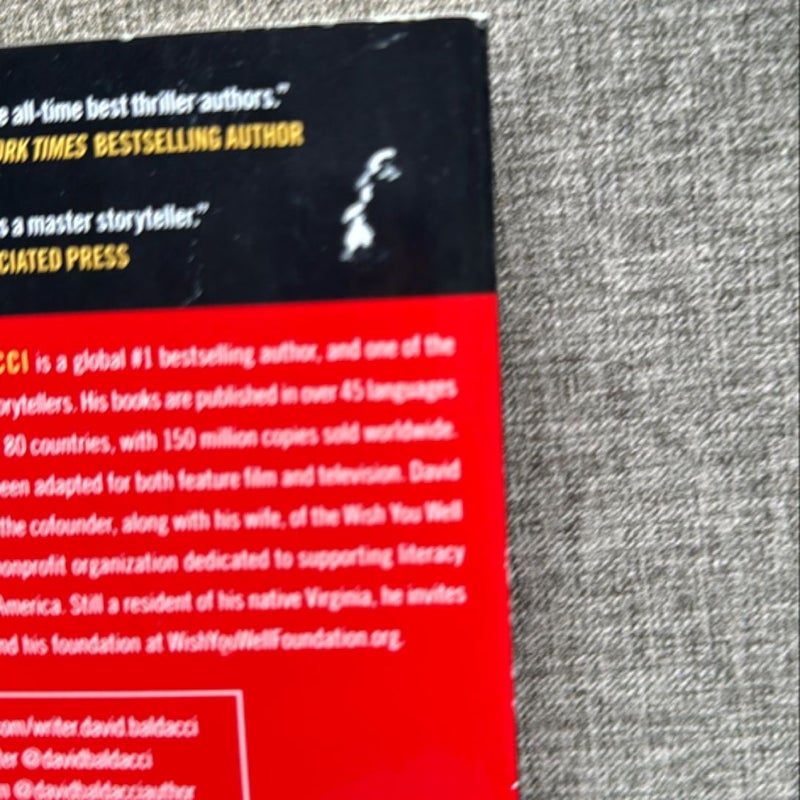 e all-time best thriller authors."
ORK TIMES BESTSELLING AUTHOR
s a master storyteller."
CIATED PRESS
CCI is a global #1 bestselling author, and one of the
orytellers. His books are published in over 45 languages
80 countries, with 150 million copies sold worldwide.
een adapted for both feature film and television. David
the cofounder, along with his wife, of the Wish You Well
onprofit organization dedicated to supporting literacy
America. Still a resident of his native Virginia, he invites
nd his foundation at WishYouWellFoundation.org.
om/writer.david.baldacci
ter @davidbaldacci
m @davidbaldacciauthor